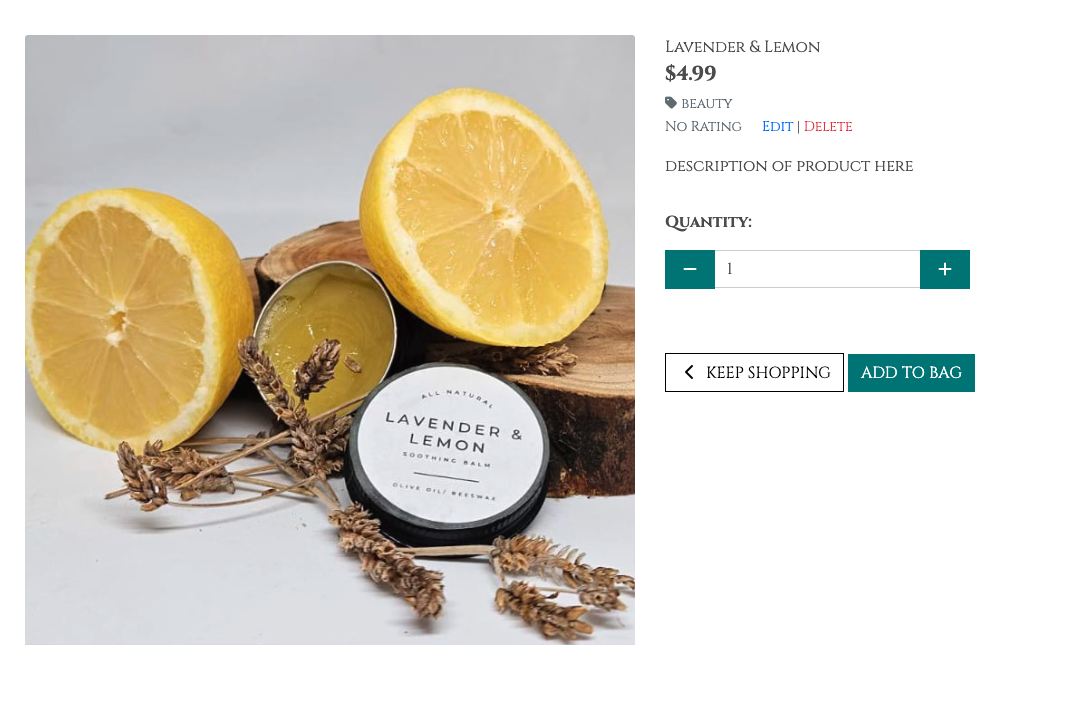 Lavender & Lemon
$4.99
beauty
No Rating Edit | Delete
description of product here
Quantity:
1
KEEP SHOPPING
ADD TO BAG
ALL NATURAL
LAVENDER &
LEMON
SOOTHING BALM
OLIVE OIL/ BEESWAX